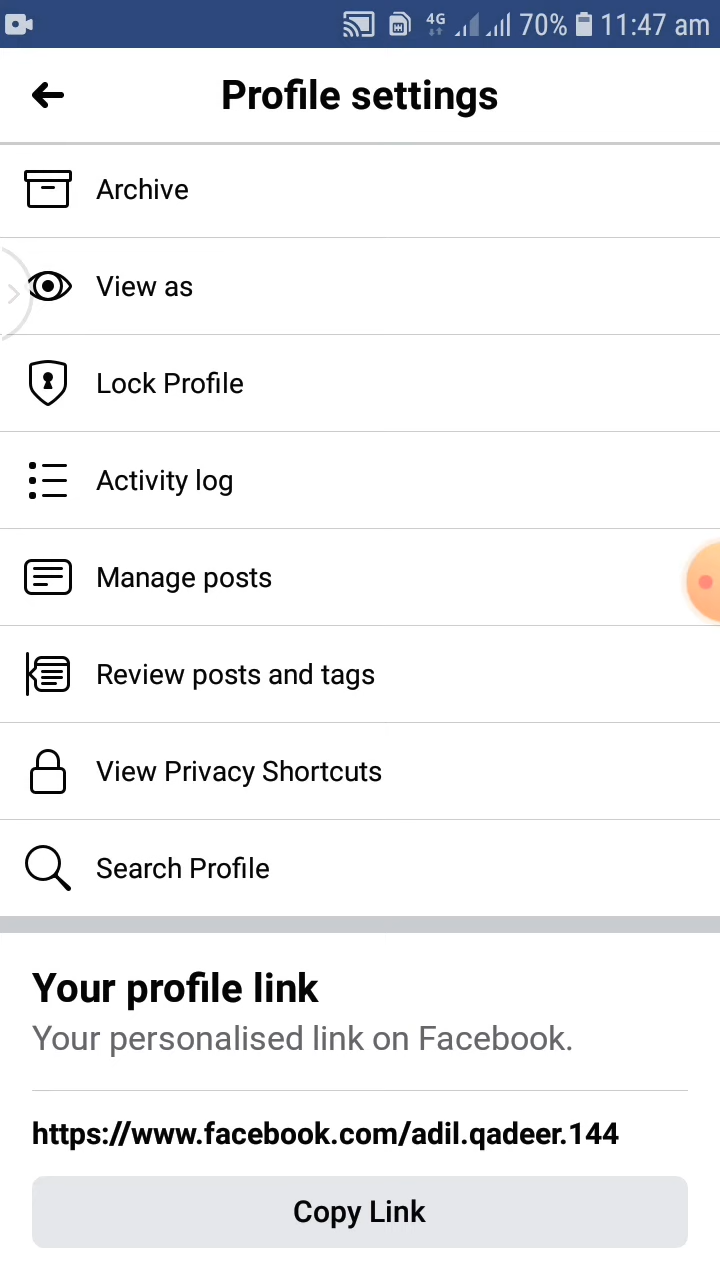 4G 70% 11:47 am
Profile settings
Archive
View as
Lock Profile
Activity log
Manage posts
Review posts and tags
View Privacy Shortcuts
Search Profile
Your profile link
Your personalised link on Facebook.
https://www.facebook.com/adil.qadeer.144
Copy Link